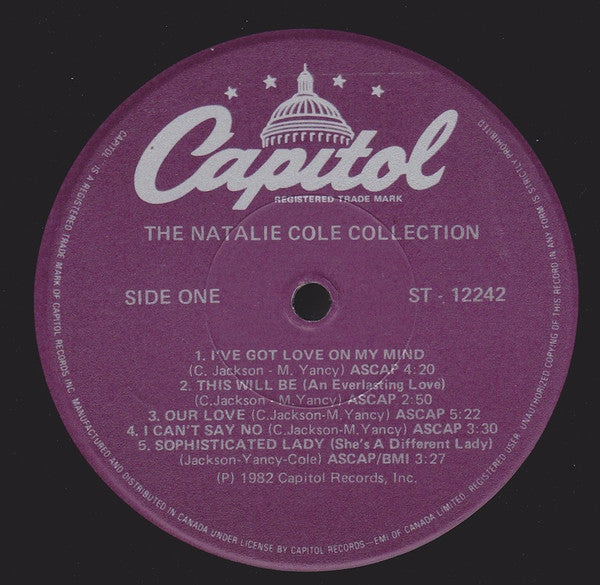 Capitol
REGISTERED TRADE MARK
THE NATALIE COLE COLLECTION
SIDE ONE
ST - 12242
1. I'VE GOT LOVE ON MY MIND
(C. Jackson - M. Yancy) ASCAP 4:20
2. THIS WILL BE (An Everlasting Love)
(C. Jackson - M. Yancy) ASCAP 2:50
3. OUR LOVE (C.Jackson-M.Yancy) ASCAP 5:22
4. I CAN'T SAY NO (C.Jackson-M.Yancy) ASCAP 3:30
5. SOPHISTICATED LADY (She's A Different Lady)
(Jackson-Yancy-Cole) ASCAP/BMI 3:27
(P) 1982 Capitol Records, Inc.
CAPITOL IS A REGISTERED TRADE MARK OF CAPITOL RECORDS INC. MANUFACTURED AND DISTRIBUTED IN CANADA UNDER LICENSE BY CAPITOL RECORDS—EMI OF CANADA LIMITED, REGISTERED USER. UNAUTHORIZED COPYING OF THIS RECORD IN ANY FORM IS STRICTLY PROHIBITED.